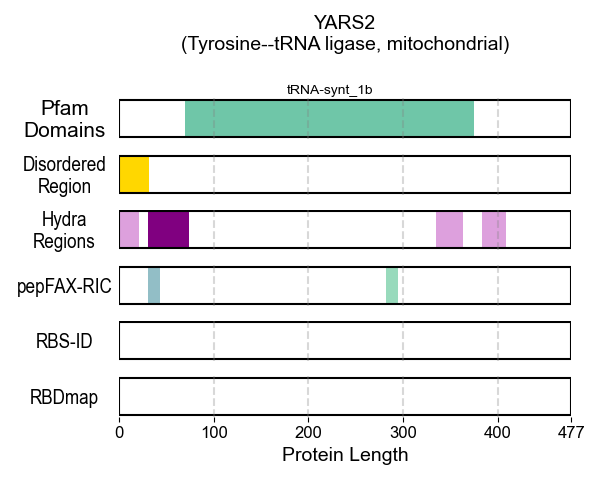 YARS2
(Tyrosine--tRNA ligase, mitochondrial)
tRNA-synt_1b
Pfam
Domains
Disordered
Region
Hydra
Regions
pepFAX-RIC
RBS-ID
RBDmap
0 100 200 300 400 477
Protein Length